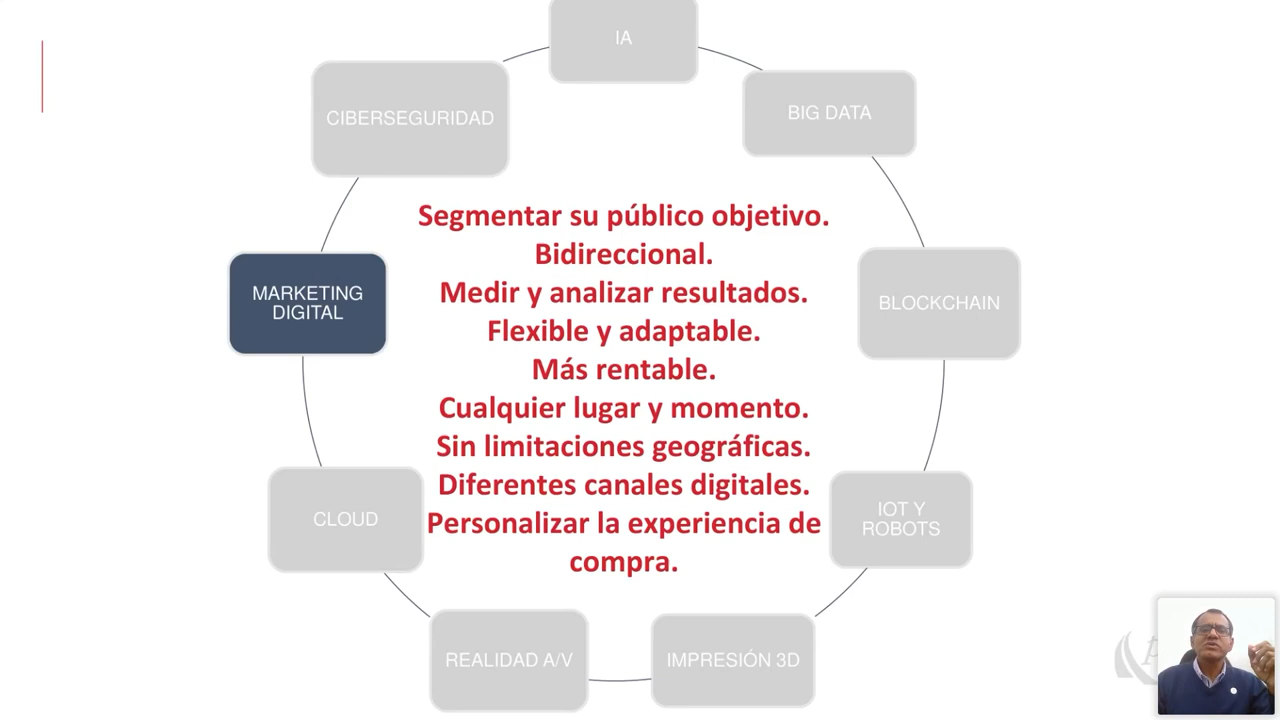 IA
BIG DATA
CIBERSEGURIDAD
Segmentar su público objetivo.
Bidireccional.
Medir y analizar resultados.
Flexible y adaptable.
Más rentable.
Cualquier lugar y momento.
Sin limitaciones geográficas.
Diferentes canales digitales.
Personalizar la experiencia de
compra.
MARKETING
DIGITAL
BLOCKCHAIN
CLOUD
IOT Y
ROBOTS
REALIDAD A/V
IMPRESIÓN 3D